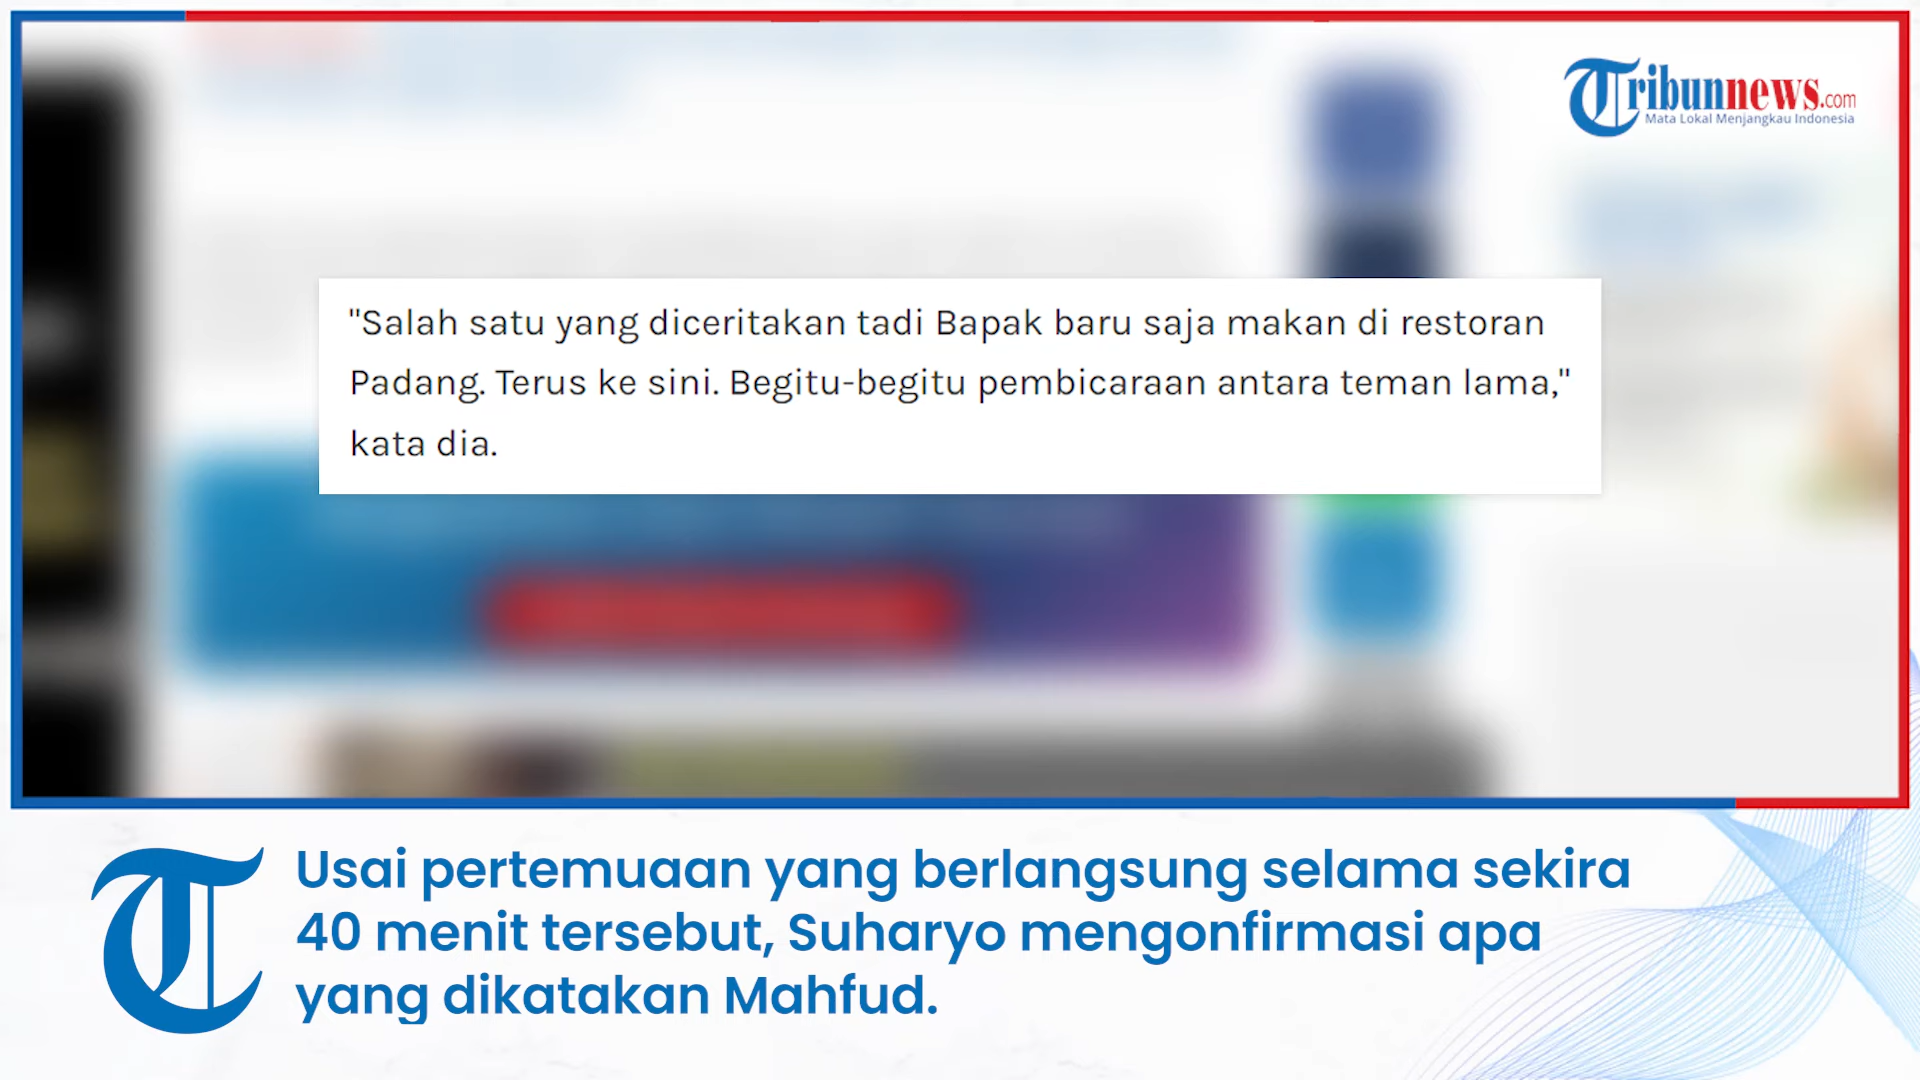 Tribunnews.com
Mata Lokal Menjangkau Indonesia
"Salah satu yang diceritakan tadi Bapak baru saja makan di restoran
Padang. Terus ke sini. Begitu-begitu pembicaraan antara teman lama,"
kata dia.
T Usai pertemuaan yang berlangsung selama sekira
40 menit tersebut, Suharyo mengonfirmasi apa
yang dikatakan Mahfud.